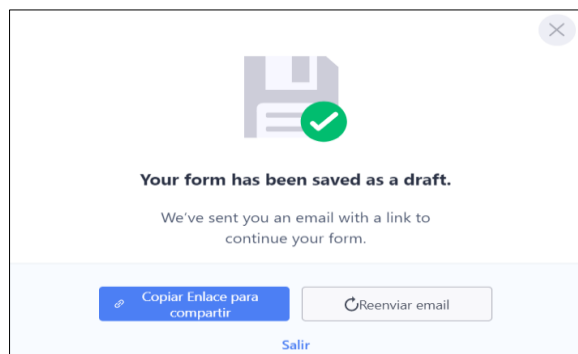 Your form has been saved as a draft.
We've sent you an email with a link to
continue your form.
Copiar Enlace para
compartir
Reenviar email
Salir